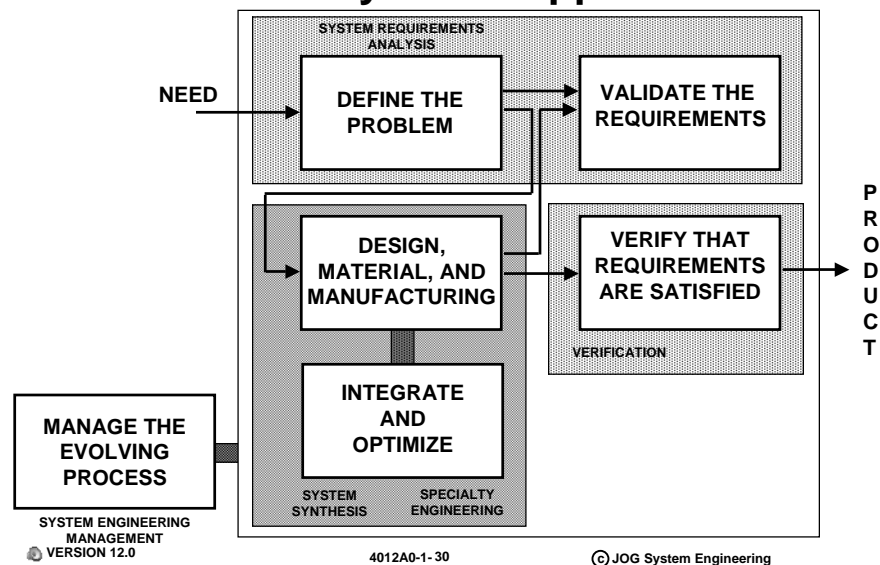 SYSTEM REQUIREMENTS
ANALYSIS
NEED
DEFINE THE
PROBLEM
VALIDATE THE
REQUIREMENTS
DESIGN,
MATERIAL, AND
MANUFACTURING
VERIFY THAT
REQUIREMENTS
ARE SATISFIED
P
R
O
D
U
C
T
VERIFICATION
INTEGRATE
AND
OPTIMIZE
MANAGE THE
EVOLVING
PROCESS
SYSTEM
SYNTHESIS
SPECIALTY
ENGINEERING
SYSTEM ENGINEERING
MANAGEMENT
VERSION 12.0
4012A0-1-30
© JOG System Engineering